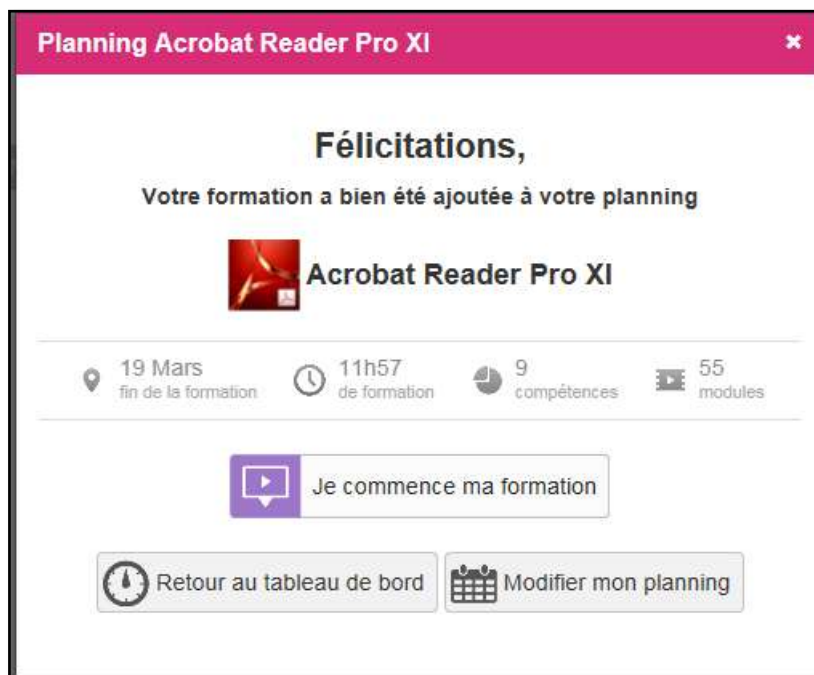 Planning Acrobat Reader Pro XI
Félicitations,
Votre formation a bien été ajoutée à votre planning
Acrobat Reader Pro XI
19 Mars
fin de la formation
11h57
de formation
9
compétences
55
modules
Je commence ma formation
Retour au tableau de bord
Modifier mon planning